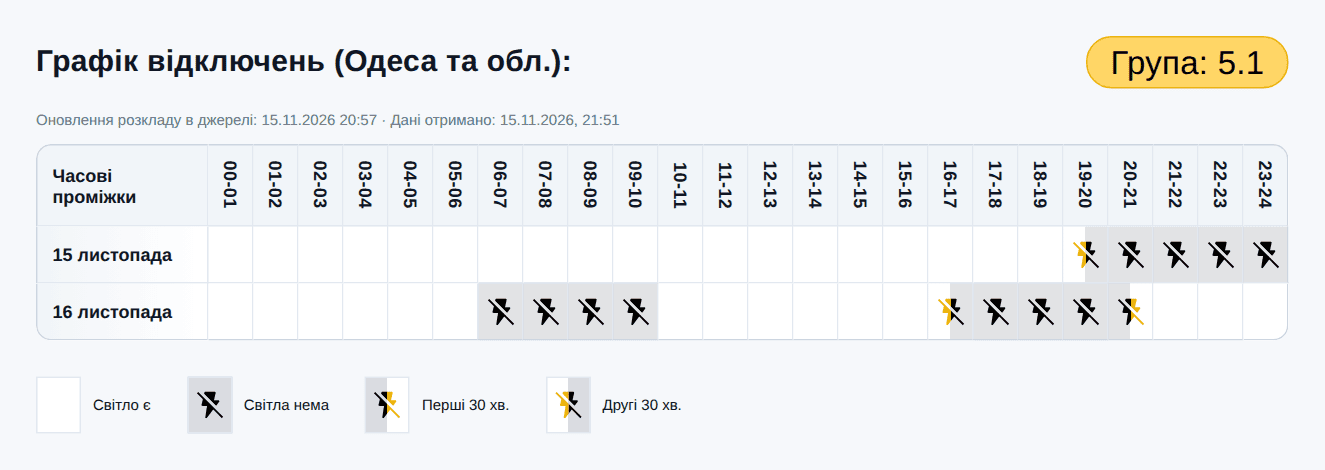 Графік відключень (Одеса та обл.):
Група: 5.1
Оновлення розкладу в джерелі: 15.11.2026 20:57 · Дані отримано: 15.11.2026, 21:51
Часові
проміжки
00-01
01-02
02-03
03-04
04-05
05-06
06-07
07-08
08-09
09-10
10-11
11-12
12-13
13-14
14-15
15-16
16-17
17-18
18-19
19-20
20-21
21-22
22-23
23-24
15 листопада
16 листопада
Світло є
Світла нема
Перші 30 хв.
Другі 30 хв.